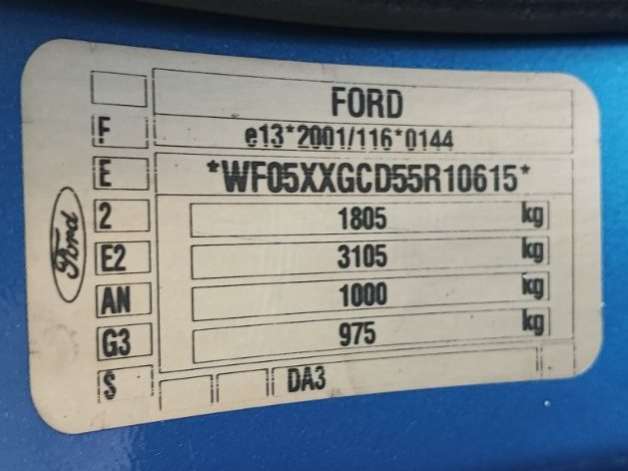 FORD
F e13*2001/116*0144
E *WF05XXGCD55R10615*
2 1805 kg
E2 3105 kg
AN 1000 kg
G3 975 kg
S DA3
Ford